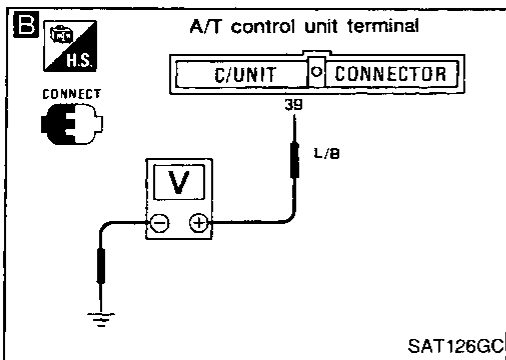 B
A/T control unit terminal
H.S.
C/UNIT
CONNECTOR
CONNECT
39
L/B
V
SAT126GC